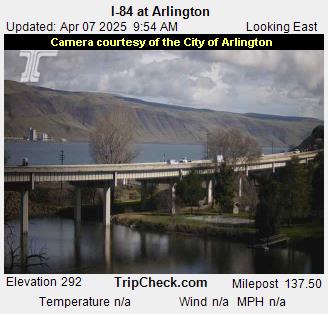 I-84 at Arlington
Updated: Apr 07 2025 9:54 AM Looking East
Camera courtesy of the City of Arlington
Elevation 292 TripCheck.com Milepost 137.50
Temperature n/a Wind n/a MPH n/a